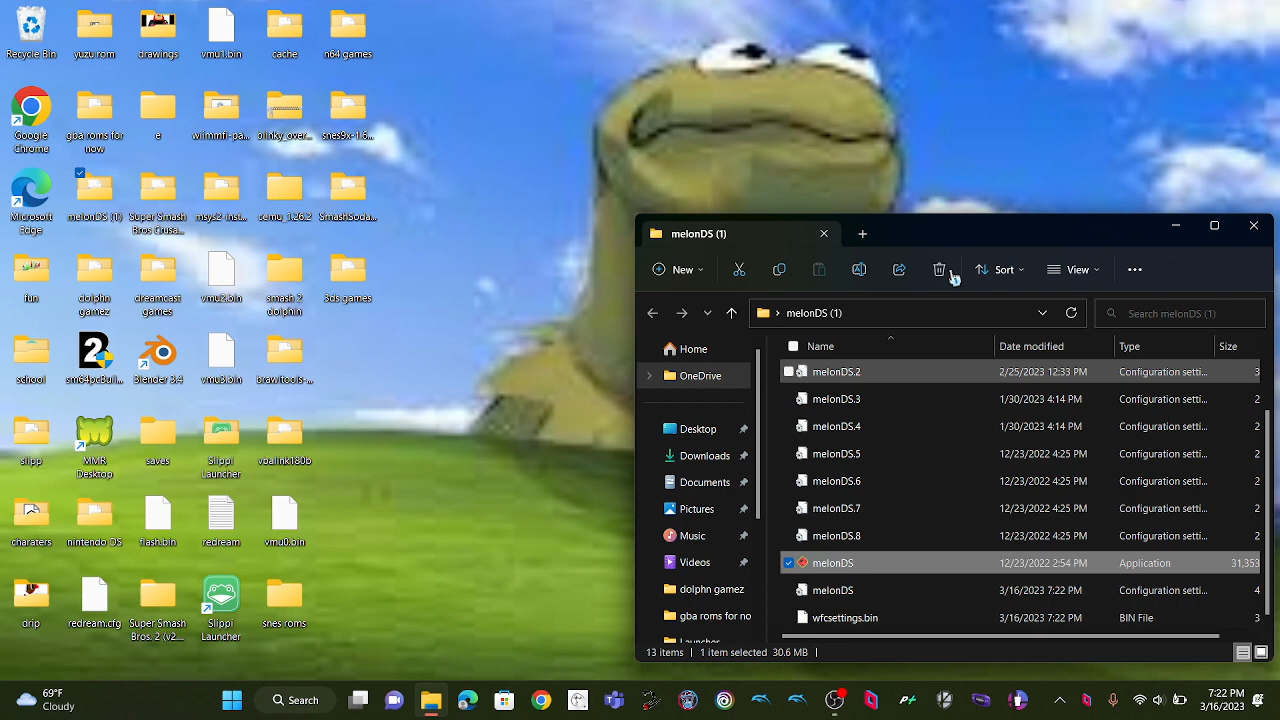 Recycle Bin
yuzu rom
drawings
vmu1.bin
cache
n64 games
Google
Chrome
gba roms for
now
e
wiimmfi-pa...
blinky_over...
snes9x-1.6...
Microsoft
Edge
melonDS (1)
Super Smash
Bros Crusa...
msys2 inst...
cemu_1.26.2
SmashSoda...
fun
dolphn
gamez
dreamcast
games
vmu2.bin
smash 2
dolphin
3ds games
school
2
sm64pcBuil...
Blender 3.4
vmu3.bin
brawltools-...
slipp
MMR
Desktop
saves
Slippi
Launcher
vbalink180b
charaters
nintendo DS
flash.bin
redream
vmu0.bin
drip
redream.cfg
Super Smash
Bros. 2 (v2...
Slippi
Launcher
snes roms
melonDS (1)
New
Sort
View
melonDS (1)
Search melonDS (1)
Name
Date modified
Type
Size
Home
OneDrive
Desktop
Downloads
Documents
Pictures
Music
Videos
dolphn gamez
gba roms for no
Launcher
melonDS.2 2/25/2023 12:33 PM Configuration setti... 3
melonDS.3 1/30/2023 4:14 PM Configuration setti... 2
melonDS.4 1/30/2023 4:14 PM Configuration setti... 2
melonDS.5 12/23/2022 4:25 PM Configuration setti... 2
melonDS.6 12/23/2022 4:25 PM Configuration setti... 2
melonDS.7 12/23/2022 4:25 PM Configuration setti... 2
melonDS.8 12/23/2022 4:25 PM Configuration setti... 2
melonDS 12/23/2022 2:54 PM Application 31,353
melonDS 3/16/2023 7:22 PM Configuration setti... 4
wfcsettings.bin 3/16/2023 7:22 PM BIN File 3
13 items
1 item selected 30.6 MB
69°F
Cloudy
Search
7:22 PM
3/16/2023